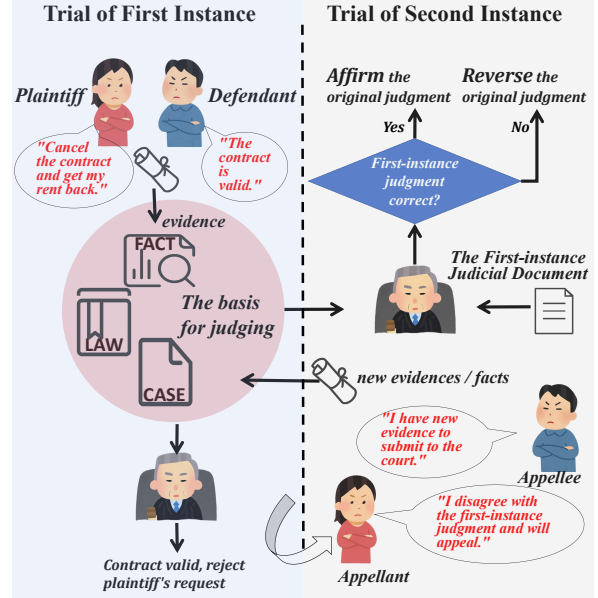 Trial of First Instance
Plaintiff
Defendant
"Cancel
the contract
and get my
rent back."
"The
contract
is
valid."
evidence
FACT
LAW
CASE
The basis
for judging
Contract valid, reject
plaintiff's request
Trial of Second Instance
Affirm the
original judgment
Reverse the
original judgment
Yes
No
First-instance
judgment
correct?
The First-instance
Judicial Document
new evidences / facts
"I have new
evidence to
submit to the
court."
Appellee
"I disagree with
the first-instance
judgment and will
appeal."
Appellant